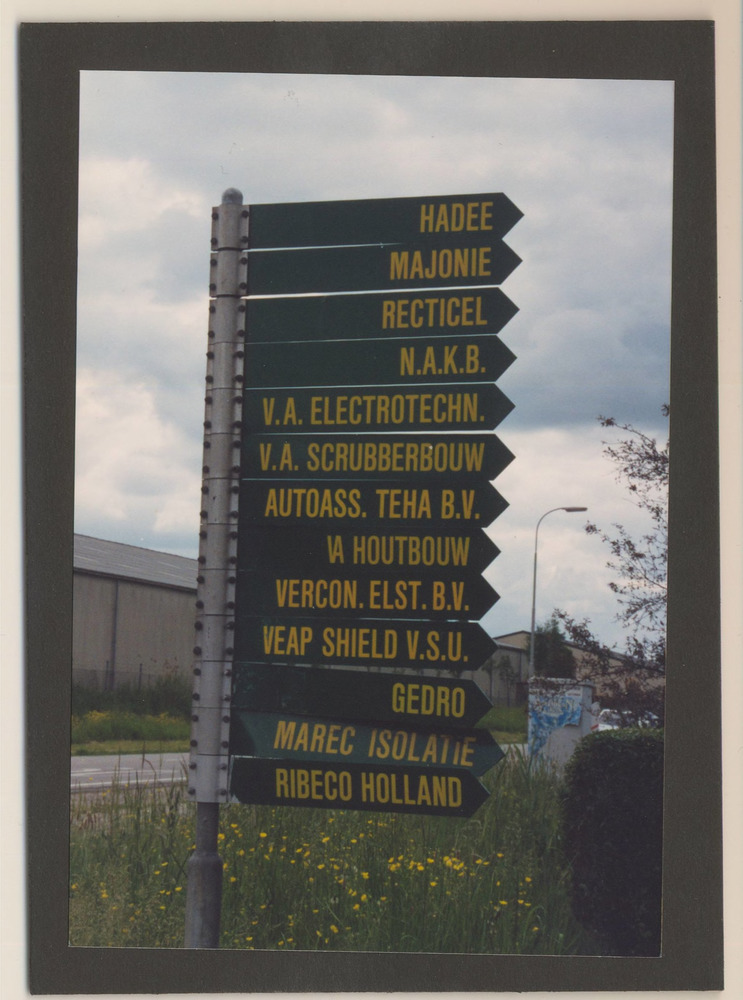 HADEE
MAJONIE
RECTICEL
N.A.K.B.
V.A. ELECTROTECHN.
V.A. SCRUBBERBOUW
AUTOASS. TEHA B.V.
VA HOUTBOUW
VERCON. ELST. B.V.
VEAP SHIELD V.S.U.
GEDRO
MAREC ISOLATIE
RIBECO HOLLAND